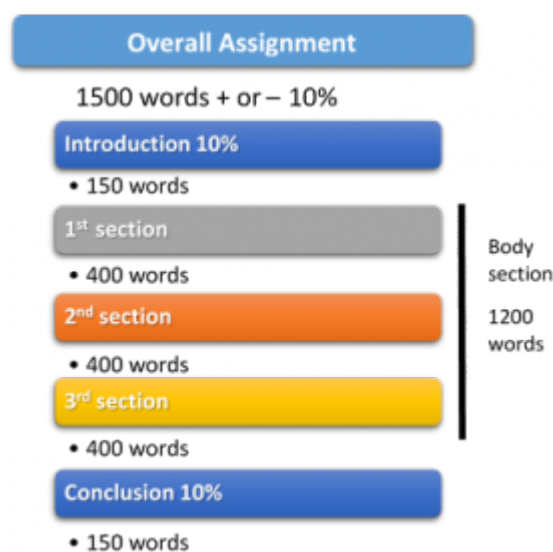 Overall Assignment
1500 words + or – 10%
Introduction 10%
• 150 words
1st section
• 400 words
2nd section
• 400 words
3rd section
• 400 words
Conclusion 10%
• 150 words
Body
section
1200
words